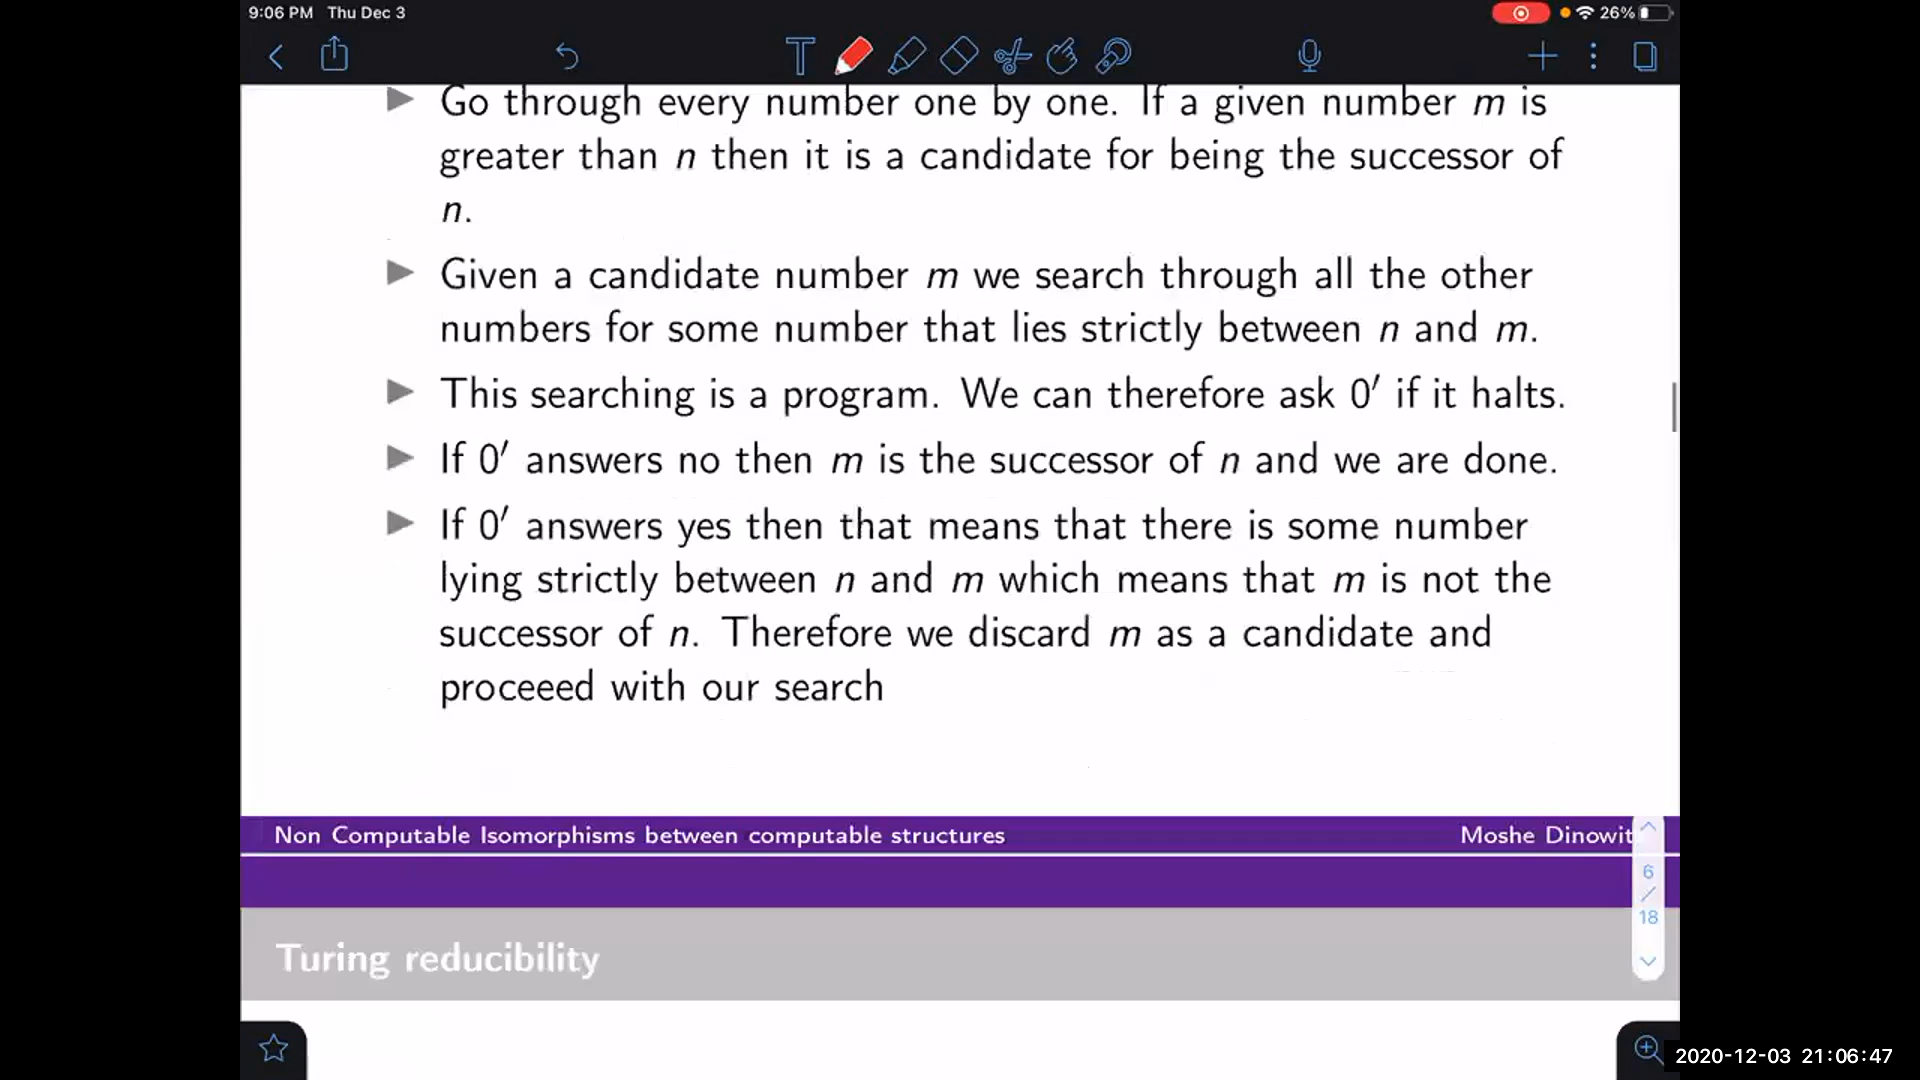 9:06 PM Thu Dec 3
26%
T
Go through every number one by one. If a given number m is
greater than n then it is a candidate for being the successor of
n.
Given a candidate number m we search through all the other
numbers for some number that lies strictly between n and m.
This searching is a program. We can therefore ask 0′ if it halts.
If 0′ answers no then m is the successor of n and we are done.
If 0′ answers yes then that means that there is some number
lying strictly between n and m which means that m is not the
successor of n. Therefore we discard m as a candidate and
proceeed with our search
Non Computable Isomorphisms between computable structures
Moshe Dinowit
6
/
18
Turing reducibility
2020-12-03 21:06:47